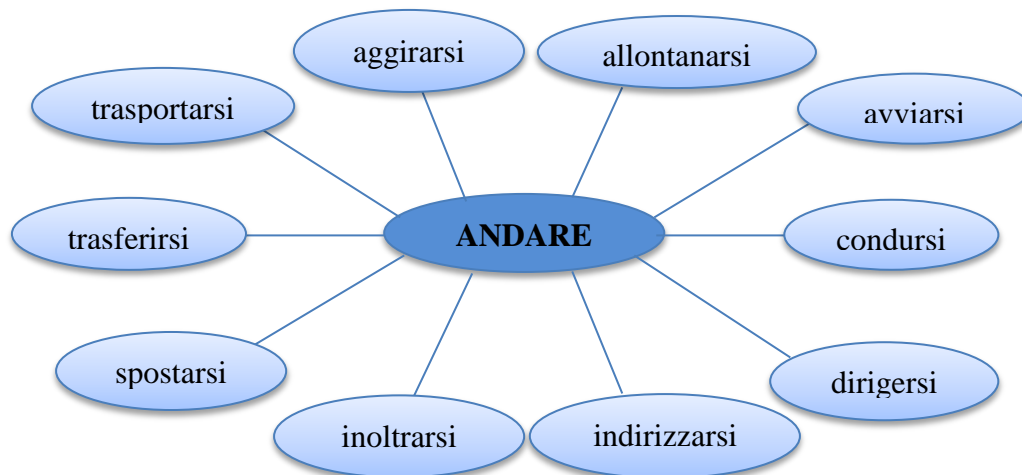 aggirarsi
allontanarsi
trasportarsi
avviarsi
trasferirsi
ANDARE
condursi
spostarsi
dirigersi
inoltrarsi
indirizzarsi